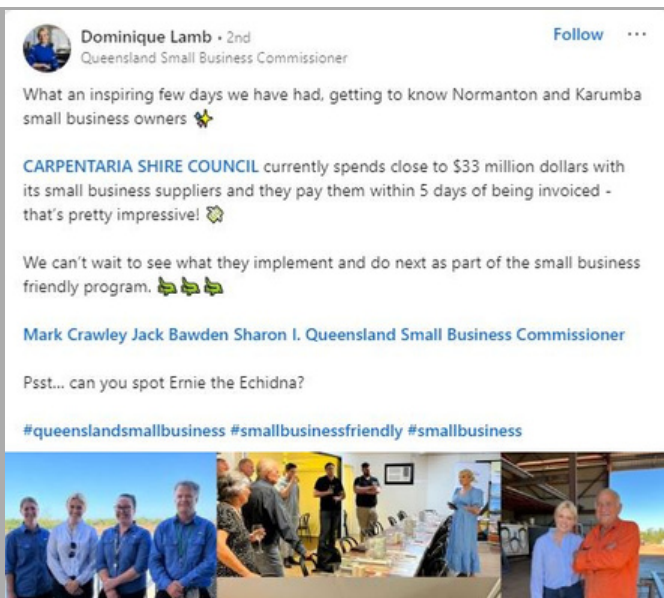 Dominique Lamb • 2nd
Follow ···
Queensland Small Business Commissioner
What an inspiring few days we have had, getting to know Normanton and Karumba
small business owners ✨
CARPENTARIA SHIRE COUNCIL currently spends close to $33 million dollars with
its small business suppliers and they pay them within 5 days of being invoiced -
that's pretty impressive!
We can't wait to see what they implement and do next as part of the small business
friendly program. 🐊🐊🐊
Mark Crawley Jack Bawden Sharon I. Queensland Small Business Commissioner
Psst... can you spot Ernie the Echidna?
#queenslandsmallbusiness #smallbusinessfriendly #smallbusiness